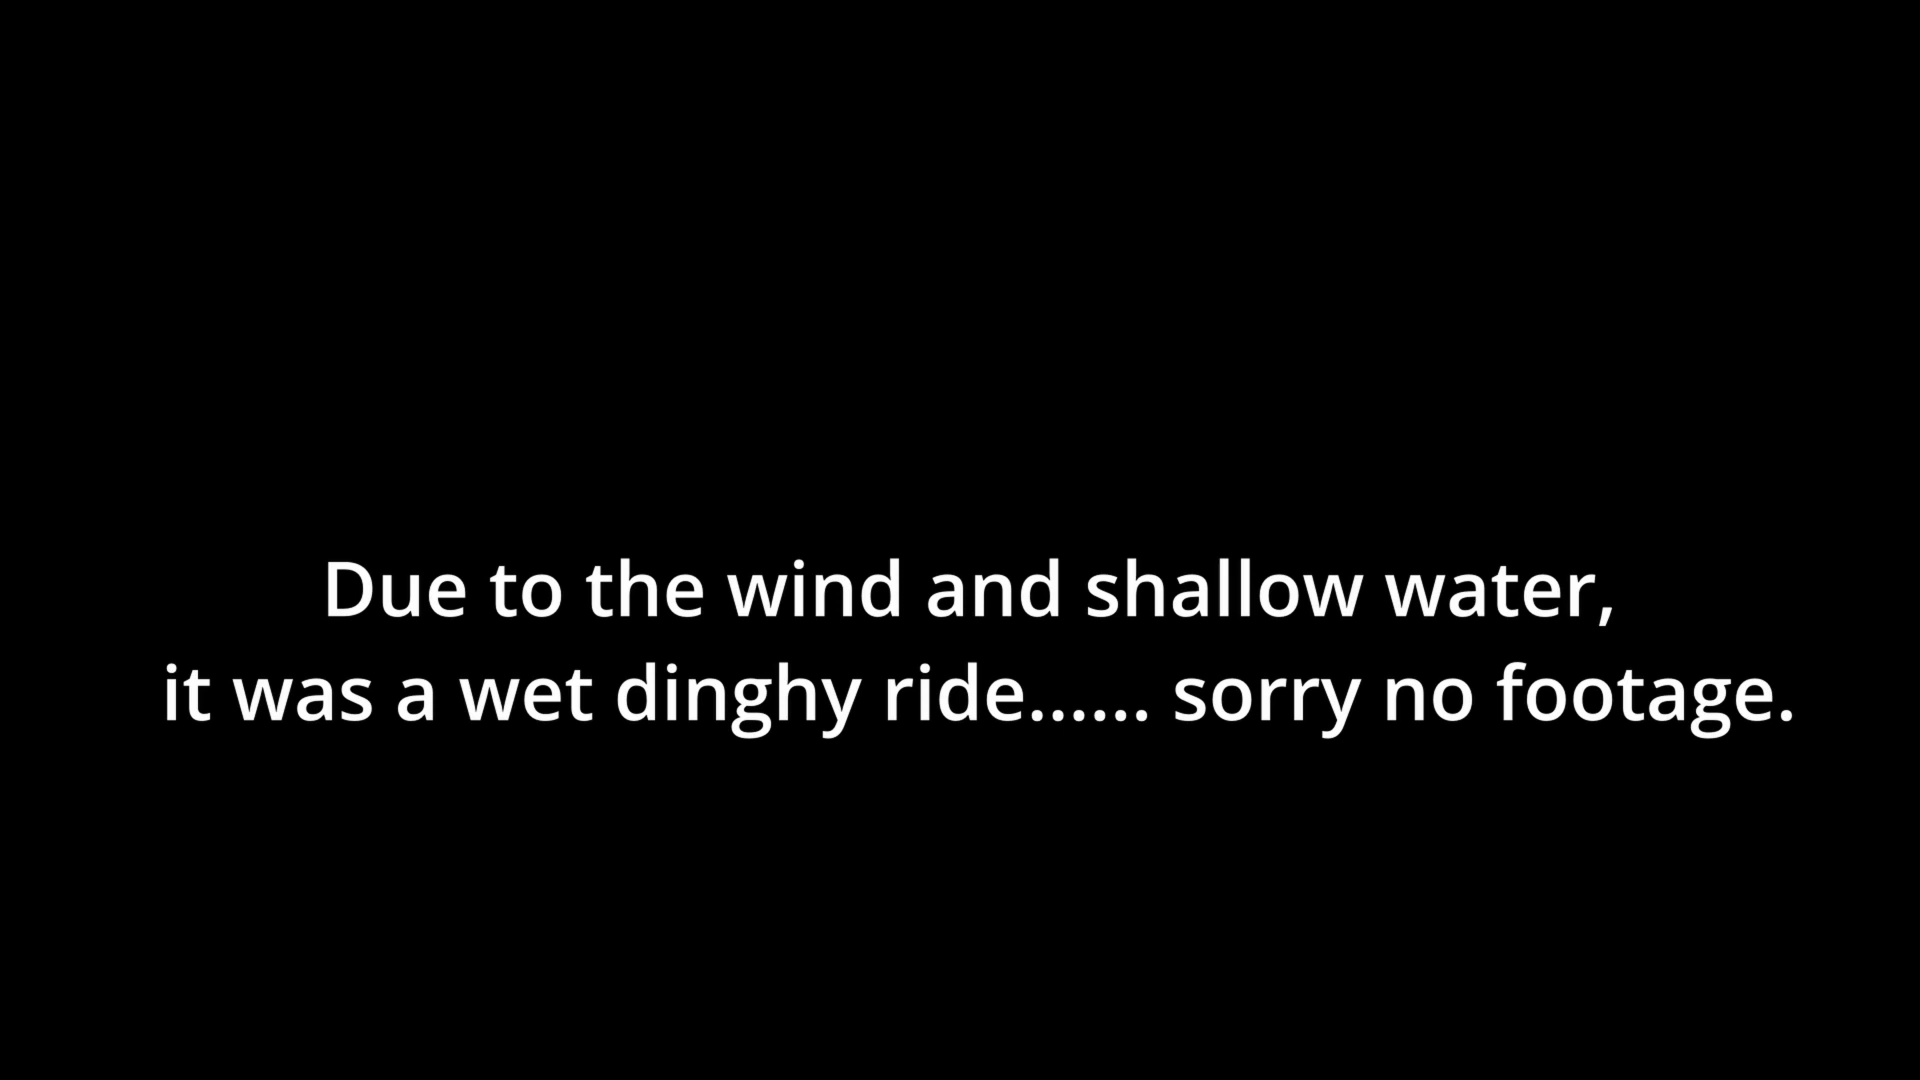 Due to the wind and shallow water,
it was a wet dinghy ride...... sorry no footage.